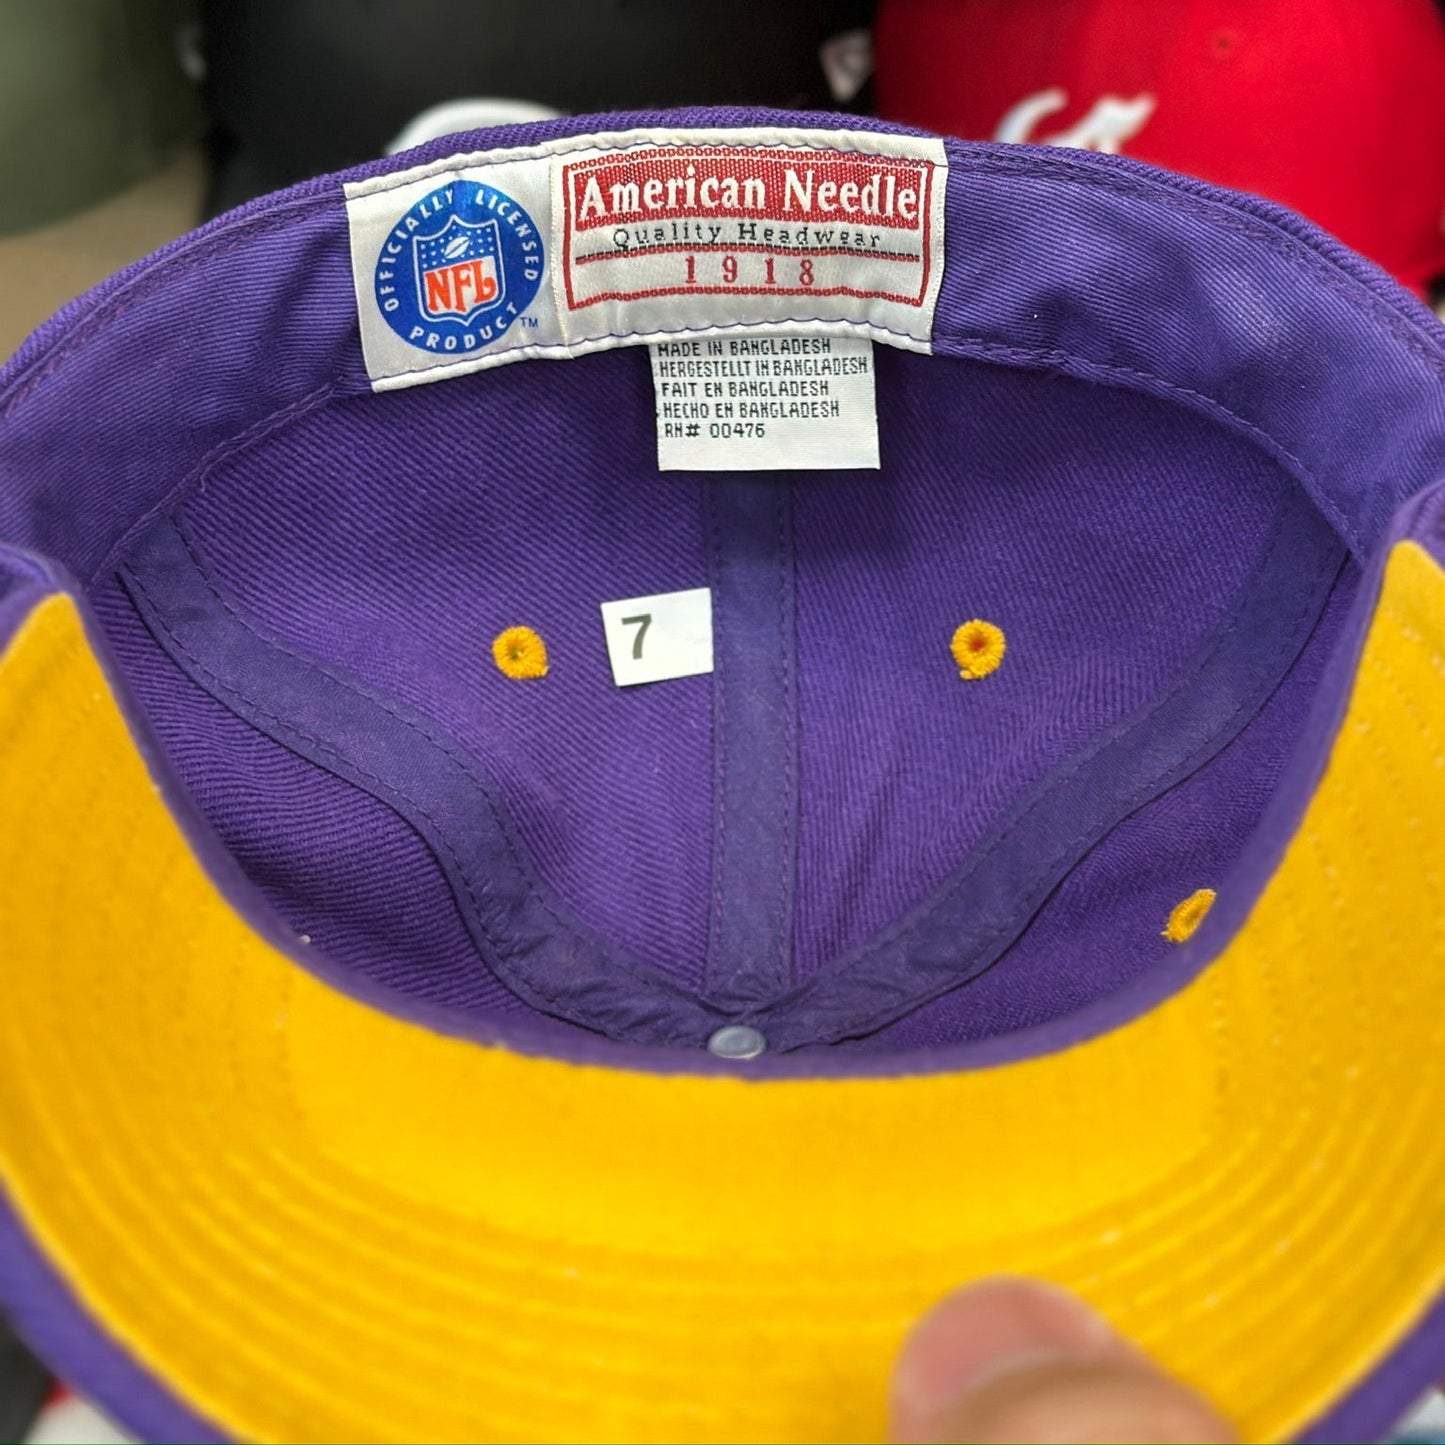 OFFICIALLY LICENSED
NFL
PRODUCT
TM
American Needle
Quality Headwear
1918
MADE IN BANGLADESH
HERGESTELLT IN BANGLADESH
FAIT EN BANGLADESH
HECHO EN BANGLADESH
RN# 00476
7